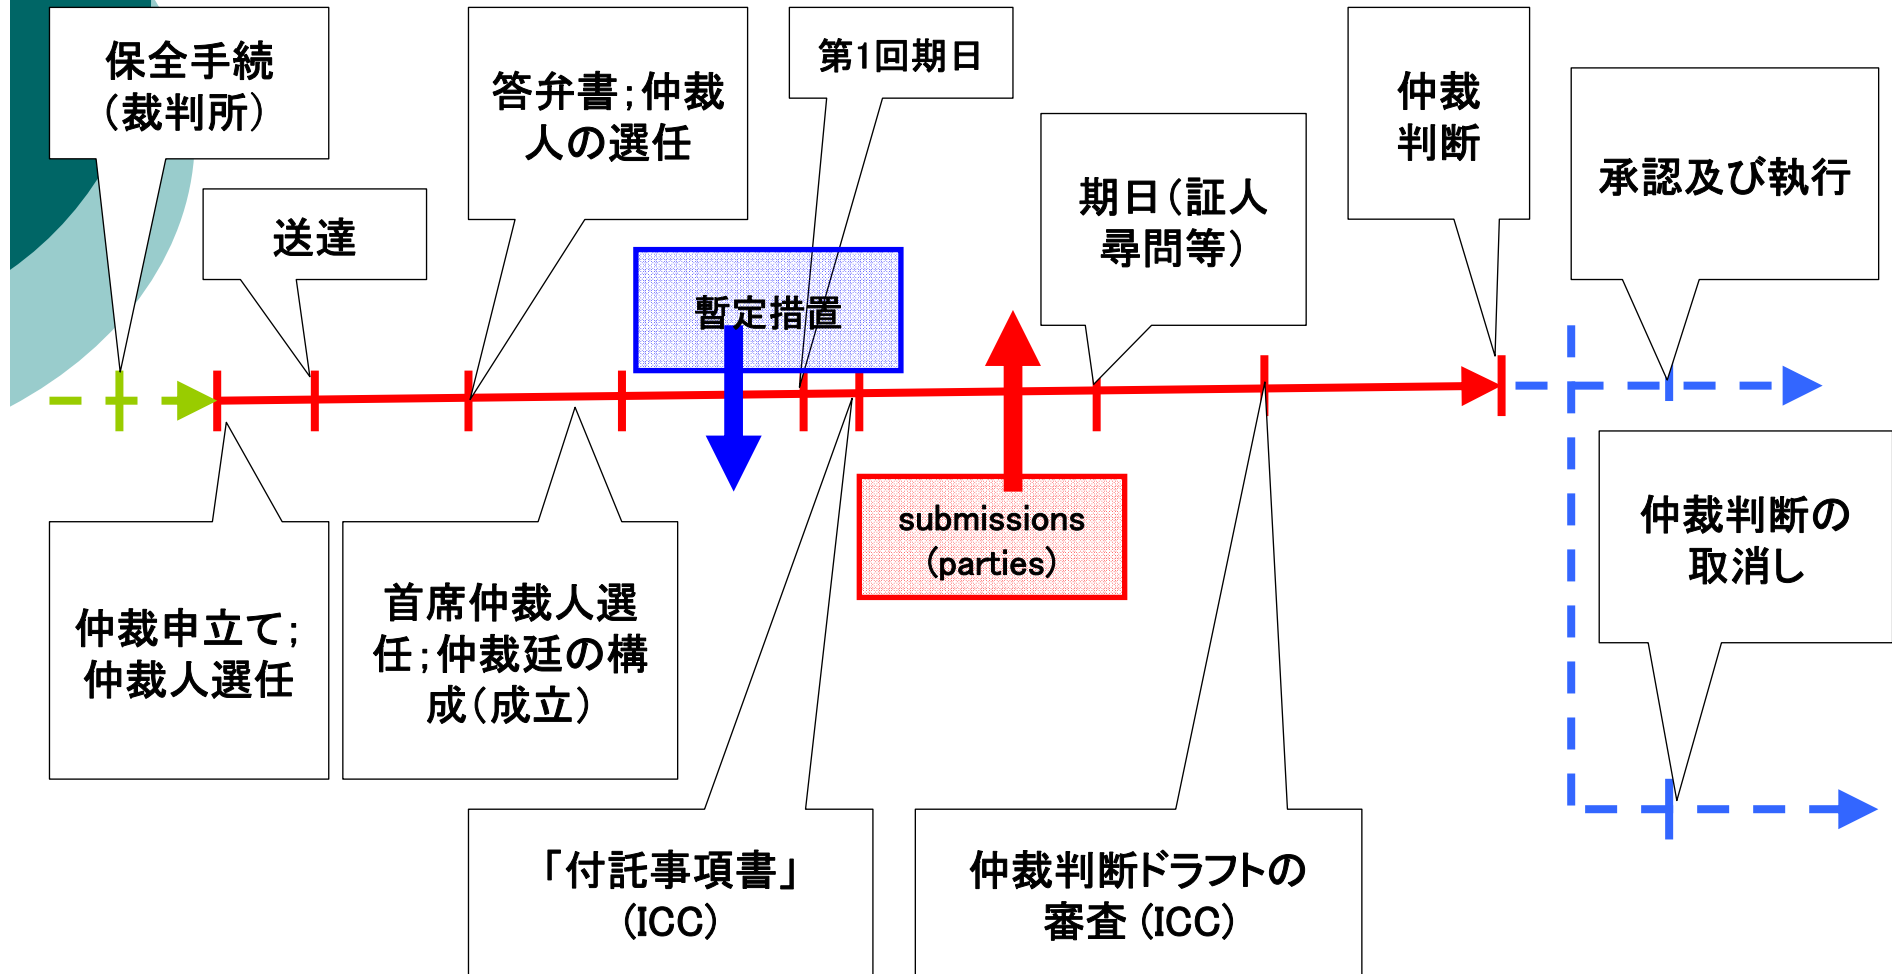 保全手続
(裁判所)
送達
答弁書;仲裁
人の選任
第1回期日
暫定措置
期日(証人
尋問等)
仲裁
判断
承認及び執行
仲裁申立て;
仲裁人選任
首席仲裁人選
任;仲裁廷の構
成(成立)
submissions
(parties)
仲裁判断の
取消し
「付託事項書」
(ICC)
仲裁判断ドラフトの
審査 (ICC)